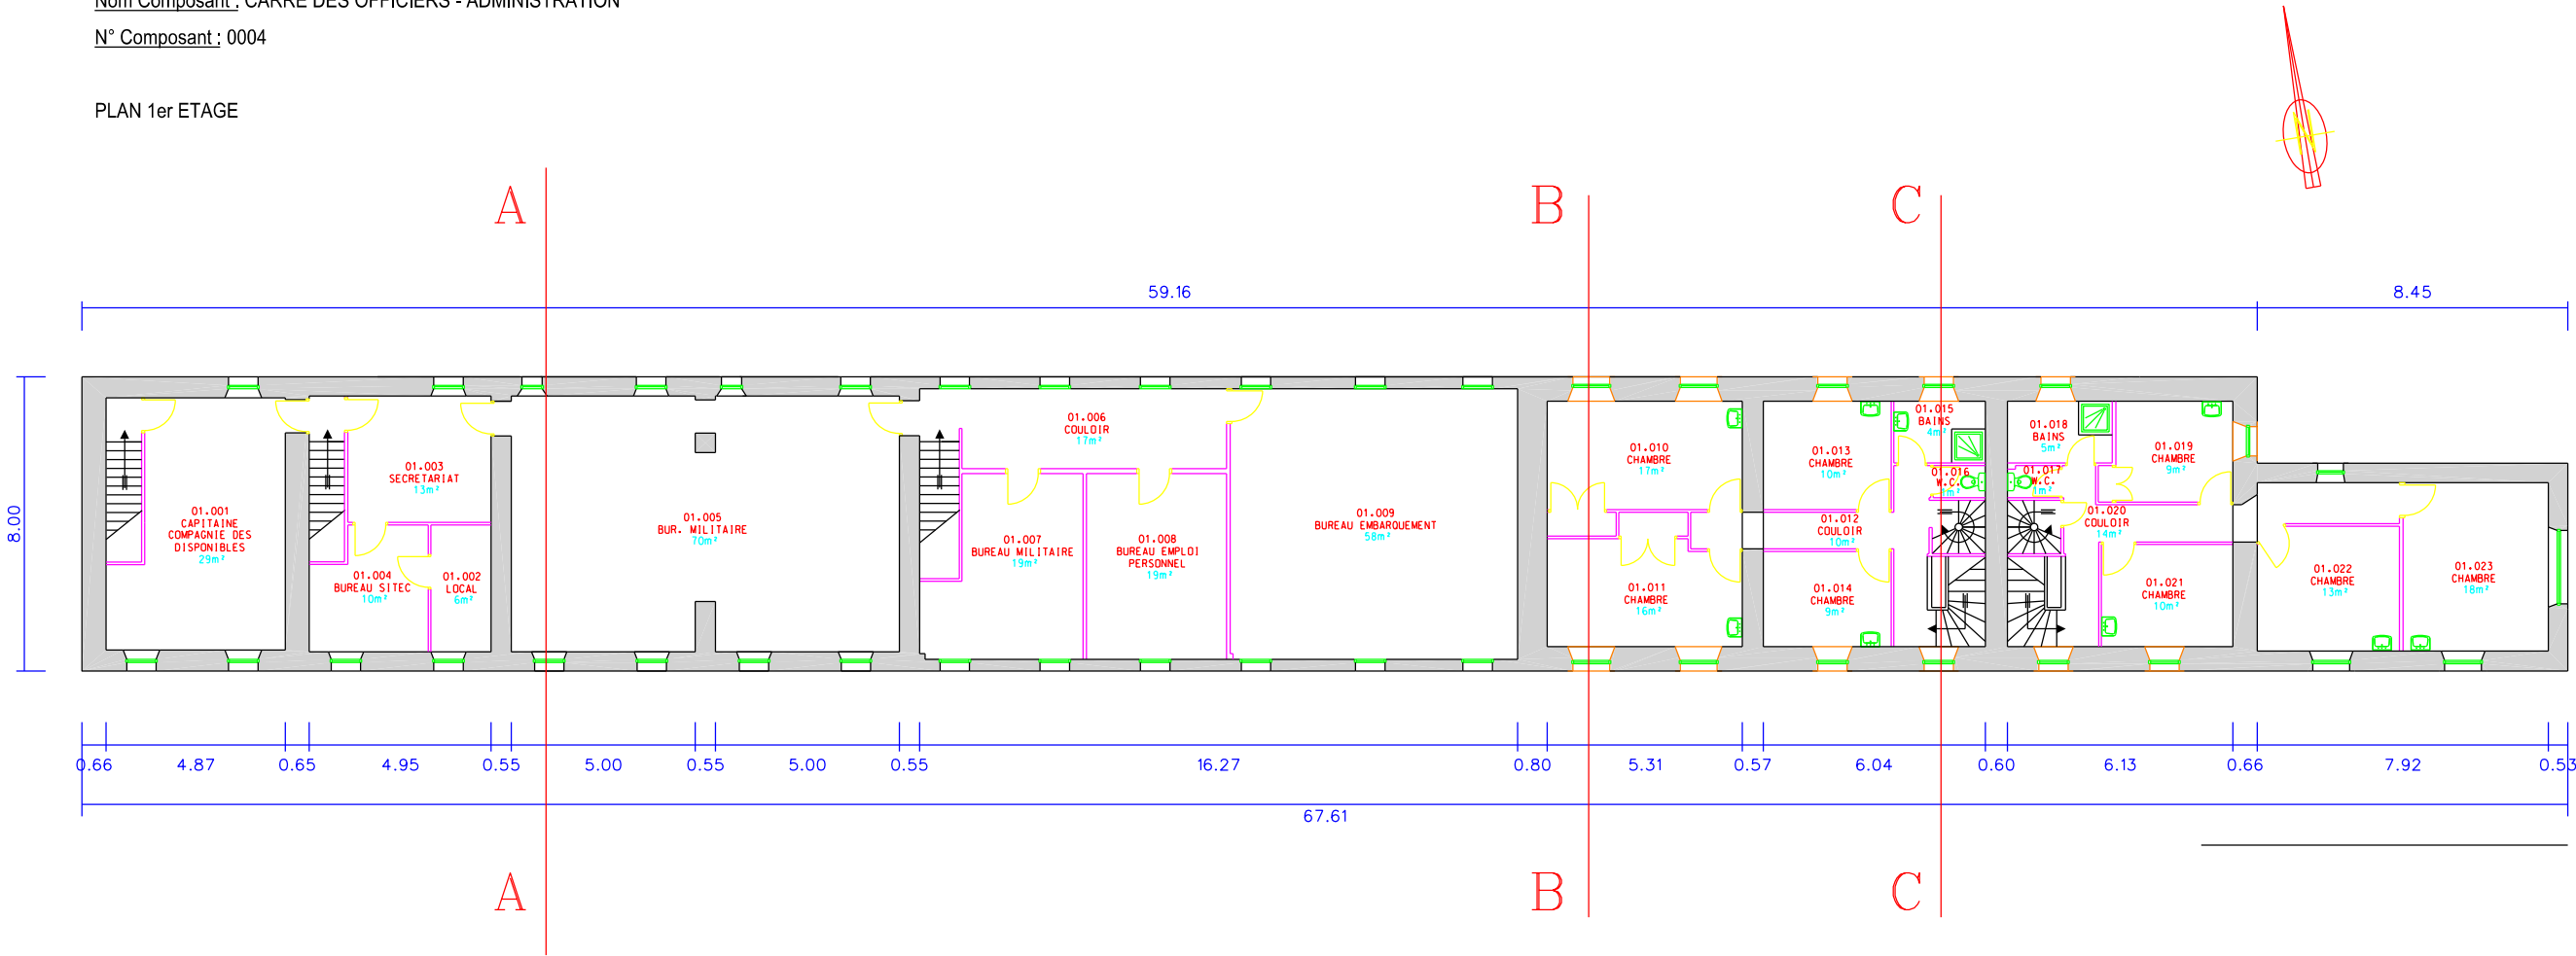 Nom Composant : CARRE DES OFFICIERS - ADMINISTRATION
N° Composant : 0004
PLAN 1er ETAGE
N
A
B
C
59.16
8.45
8.00
01.001
CAPITAINE
COMPAGNIE DES
DISPONIBLES
29m²
01.003
SECRETARIAT
13m²
01.004
BUREAU SITEC
10m²
01.002
LOCAL
6m²
01.005
BUR. MILITAIRE
70m²
01.006
COULOIR
17m²
01.007
BUREAU MILITAIRE
19m²
01.008
BUREAU EMPLOI
PERSONNEL
19m²
01.009
BUREAU EMBARQUEMENT
58m²
01.010
CHAMBRE
17m²
01.011
CHAMBRE
16m²
01.013
CHAMBRE
10m²
01.012
COULOIR
10m²
01.014
CHAMBRE
9m²
01.015
BAINS
4m²
01.016
W.C.
1m²
01.018
BAINS
5m²
01.017
W.C.
1m²
01.019
CHAMBRE
9m²
01.020
COULOIR
14m²
01.021
CHAMBRE
10m²
01.022
CHAMBRE
13m²
01.023
CHAMBRE
18m²
0.66 4.87 0.65 4.95 0.55 5.00 0.55 5.00 0.55 16.27 0.80 5.31 0.57 6.04 0.60 6.13 0.66 7.92 0.53
67.61
A
B
C